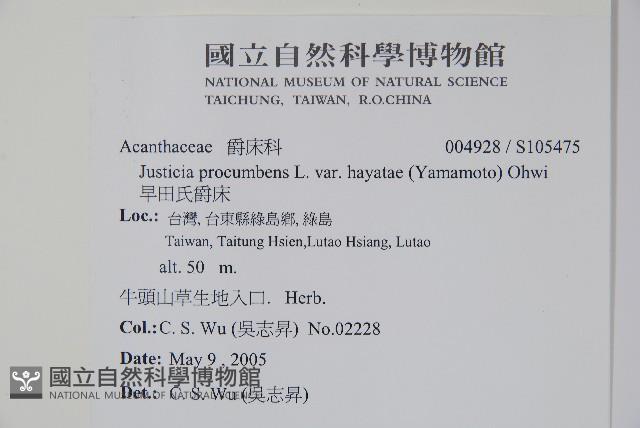 國立自然科學博物館
NATIONAL MUSEUM OF NATURAL SCIENCE
TAICHUNG, TAIWAN, R.O.CHINA
Acanthaceae 爵床科 004928 / S105475
Justicia procumbens L. var. hayatae (Yamamoto) Ohwi
早田氏爵床
Loc.: 台灣, 台東縣綠島鄉, 綠島
Taiwan, Taitung Hsien,Lutao Hsiang, Lutao
alt. 50 m.
牛頭山草生地入口. Herb.
Col.: C. S. Wu (吳志昇) No.02228
Date: May 9 , 2005
國立自然科學博物館
NATIONAL MUSEUM OF NATURAL SCIENCE
Det.: C. S. Wu (吳志昇)